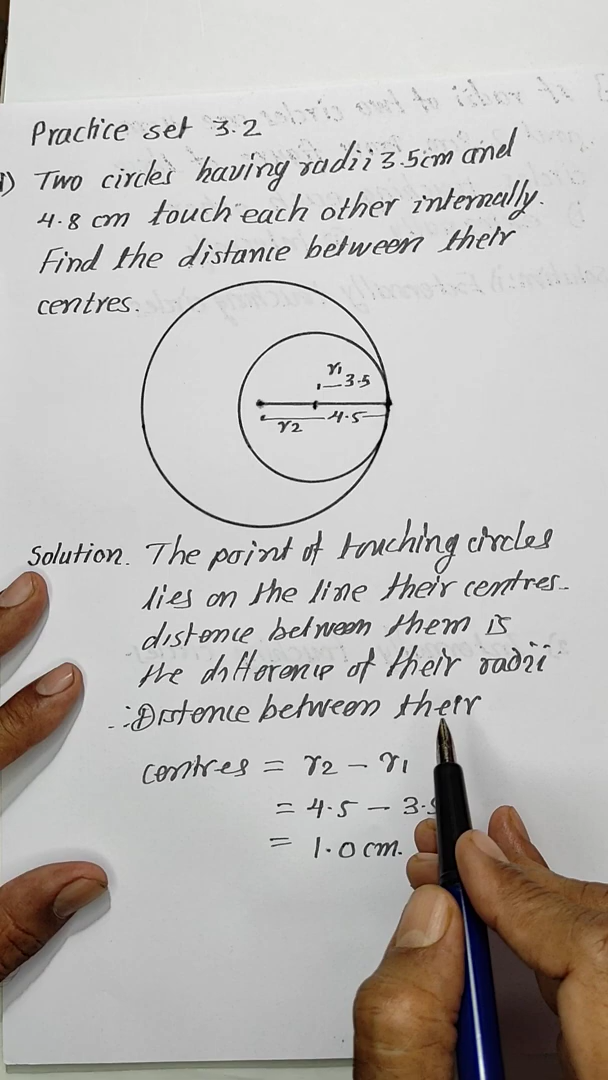 Practice set 3.2
1) Two circles having radii 3.5cm and
4.8 cm touch each other internally.
Find the distanie between their
centres.
r1
3.5
r2
4.5
Solution. The point of touching circles
lies on the line their centres.
distance between them is
the difference of their radii
∴ Distance between their
centres = r2 - r1
= 4.5 - 3.5
= 1.0 cm.